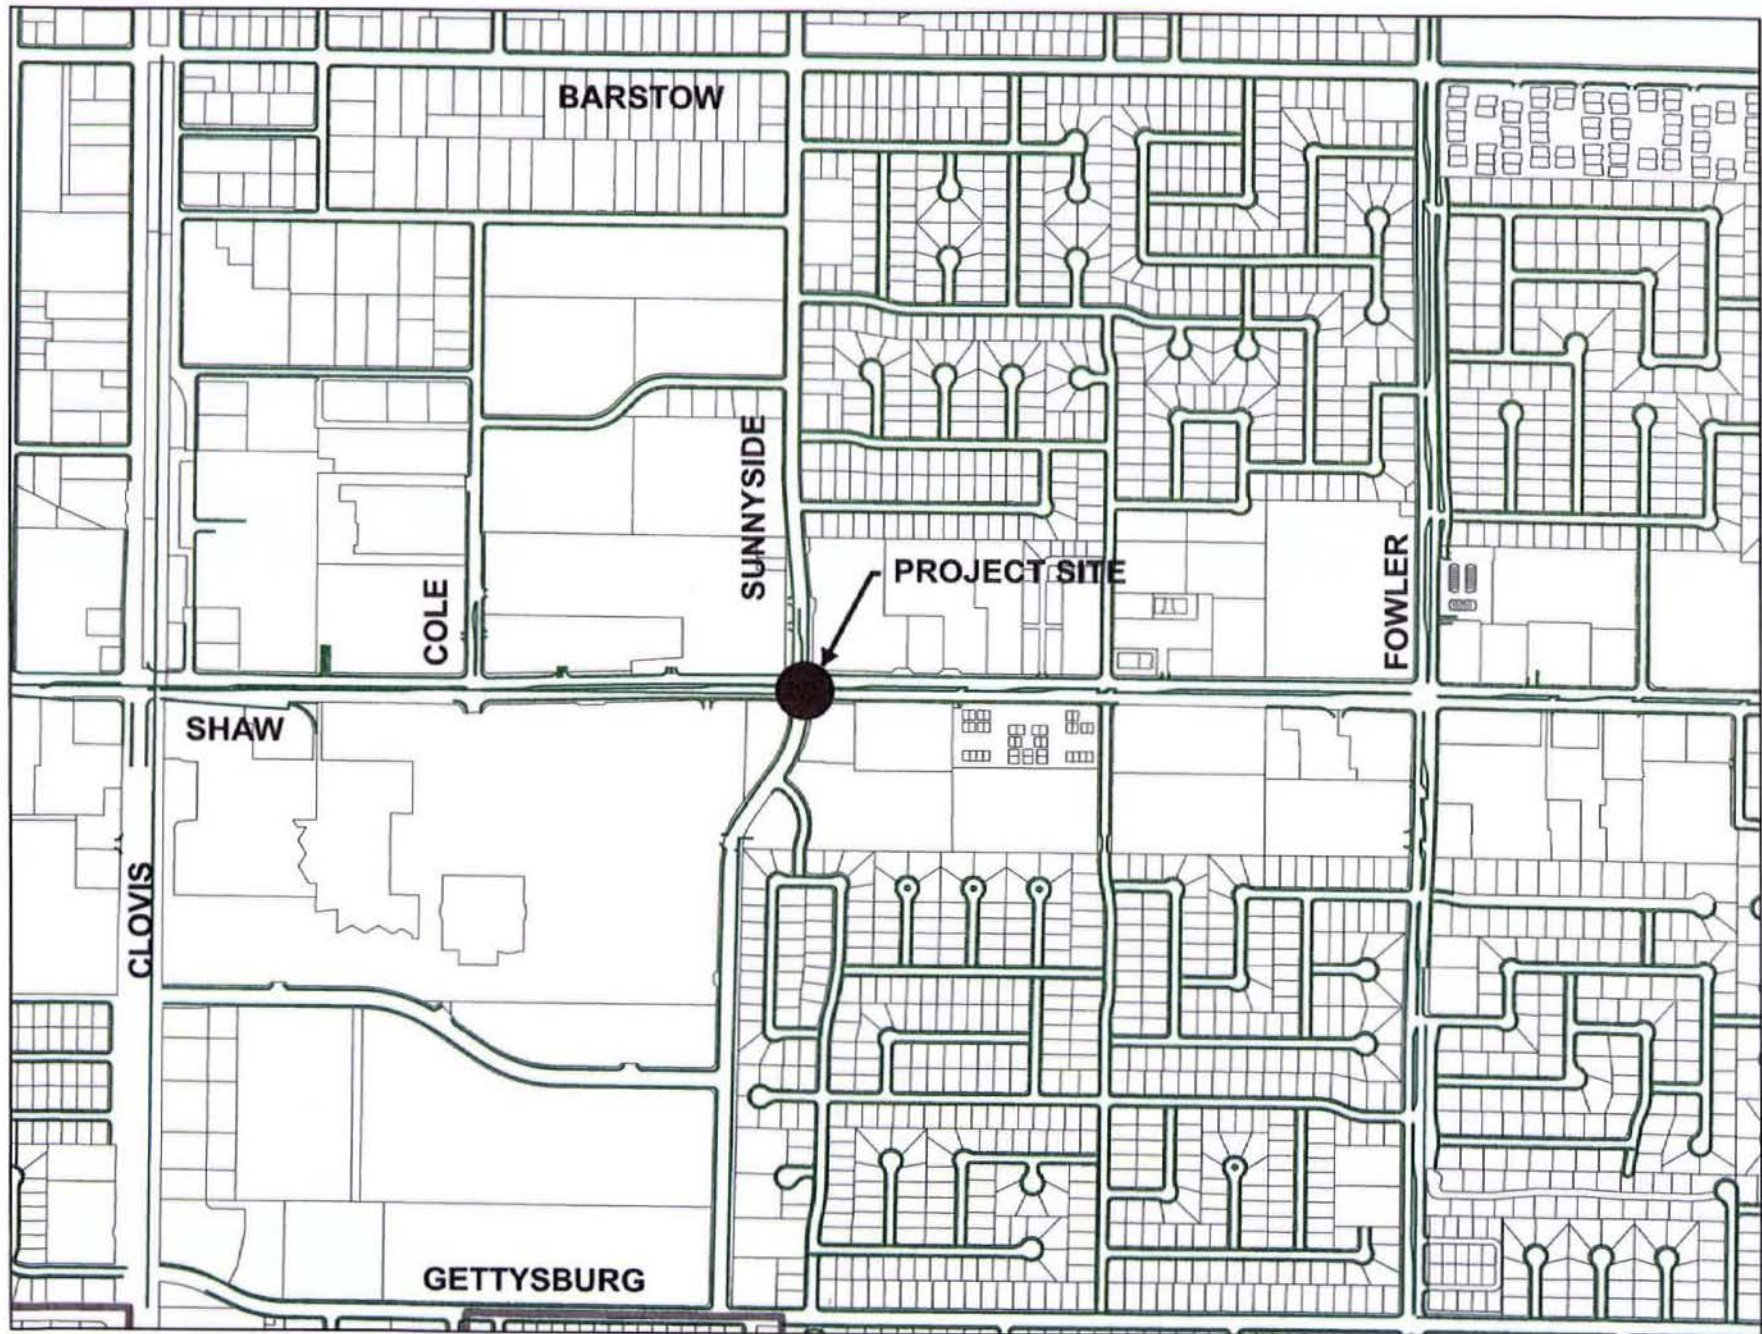 BARSTOW
SUNNYSIDE
PROJECT SITE
FOWLER
COLE
SHAW
CLOVIS
GETTYSBURG